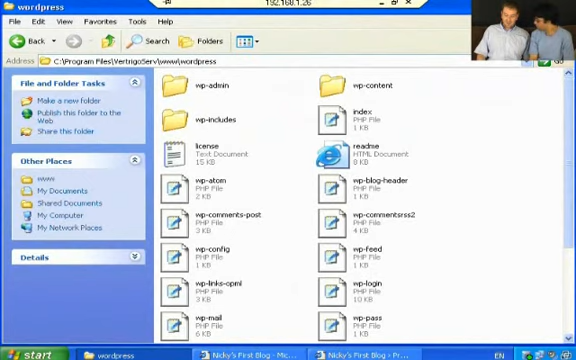 wordpress
192.168.1.26
File Edit View Favorites Tools Help
Back Search Folders
Address C:\Program Files\VertrigoServ\www\wordpress Go
File and Folder Tasks
Make a new folder
Publish this folder to the
Web
Share this folder
Other Places
www
My Documents
Shared Documents
My Computer
My Network Places
Details
wp-admin
wp-content
wp-includes
index
PHP File
1 KB
license
Text Document
15 KB
readme
HTML Document
8 KB
wp-atom
PHP File
2 KB
wp-blog-header
PHP File
1 KB
wp-comments-post
PHP File
3 KB
wp-commentsrss2
PHP File
4 KB
wp-config
PHP File
1 KB
wp-feed
PHP File
1 KB
wp-links-opml
PHP File
3 KB
wp-login
PHP File
10 KB
wp-mail
PHP File
6 KB
wp-pass
PHP File
1 KB
start wordpress Nicky's First Blog - Mic... Nicky's First Blog › Pr... EN